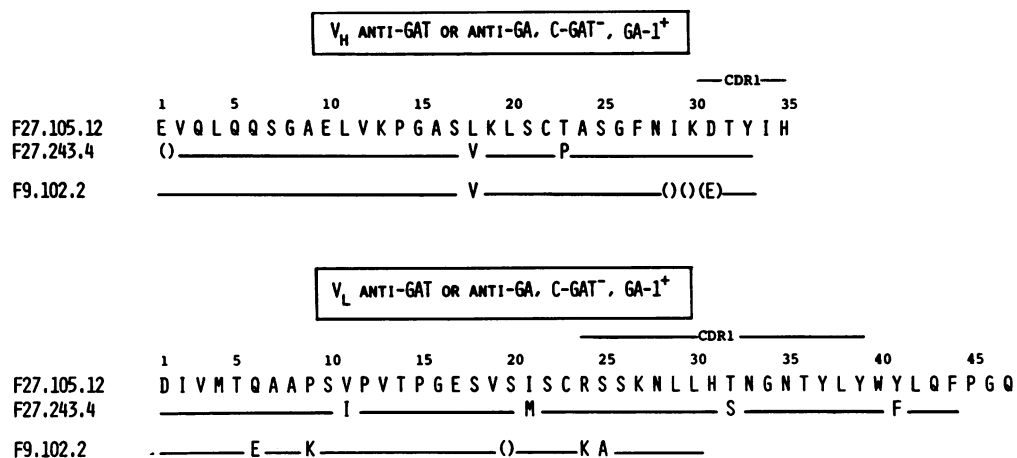 V_H ANTI-GAT OR ANTI-GA, C-GAT⁻, GA-1⁺
CDR1
1 5 10 15 20 25 30 35
F27.105.12 E V Q L Q Q S G A E L V K P G A S L K L S C T A S G F N I K D T Y I H
F27.243.4 () V P
F9.102.2 V ()()(E)
V_L ANTI-GAT OR ANTI-GA, C-GAT⁻, GA-1⁺
CDR1
1 5 10 15 20 25 30 35 40 45
F27.105.12 D I V M T Q A A P S V P V T P G E S V S I S C R S S K N L L H T N G N T Y L Y W Y L Q F P G Q
F27.243.4 I M S F
F9.102.2 E K () K A